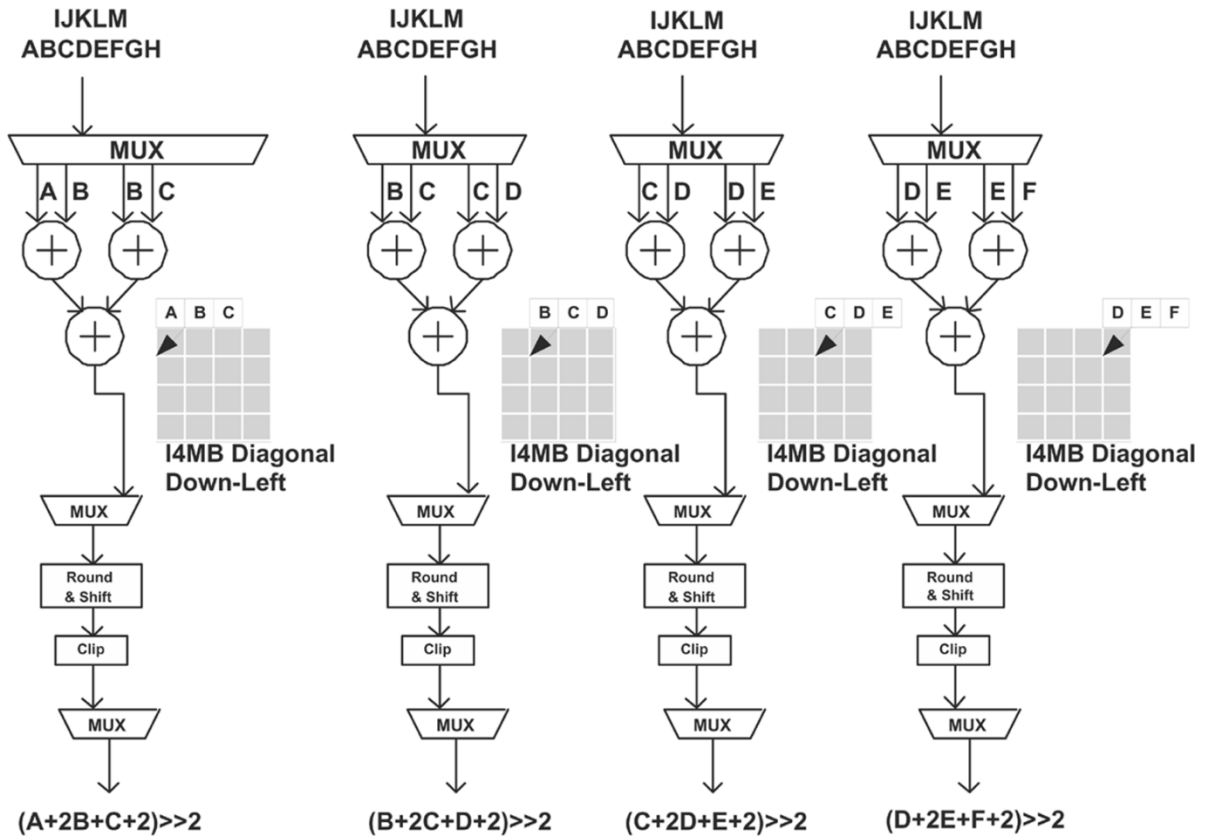 IJKLM
ABCDEFGH
MUX
A B B C
A B C
I4MB Diagonal
Down-Left
MUX
Round
& Shift
Clip
MUX
(A+2B+C+2)>>2
IJKLM
ABCDEFGH
MUX
B C C D
B C D
I4MB Diagonal
Down-Left
MUX
Round
& Shift
Clip
MUX
(B+2C+D+2)>>2
IJKLM
ABCDEFGH
MUX
C D D E
C D E
I4MB Diagonal
Down-Left
MUX
Round
& Shift
Clip
MUX
(C+2D+E+2)>>2
IJKLM
ABCDEFGH
MUX
D E E F
D E F
I4MB Diagonal
Down-Left
MUX
Round
& Shift
Clip
MUX
(D+2E+F+2)>>2